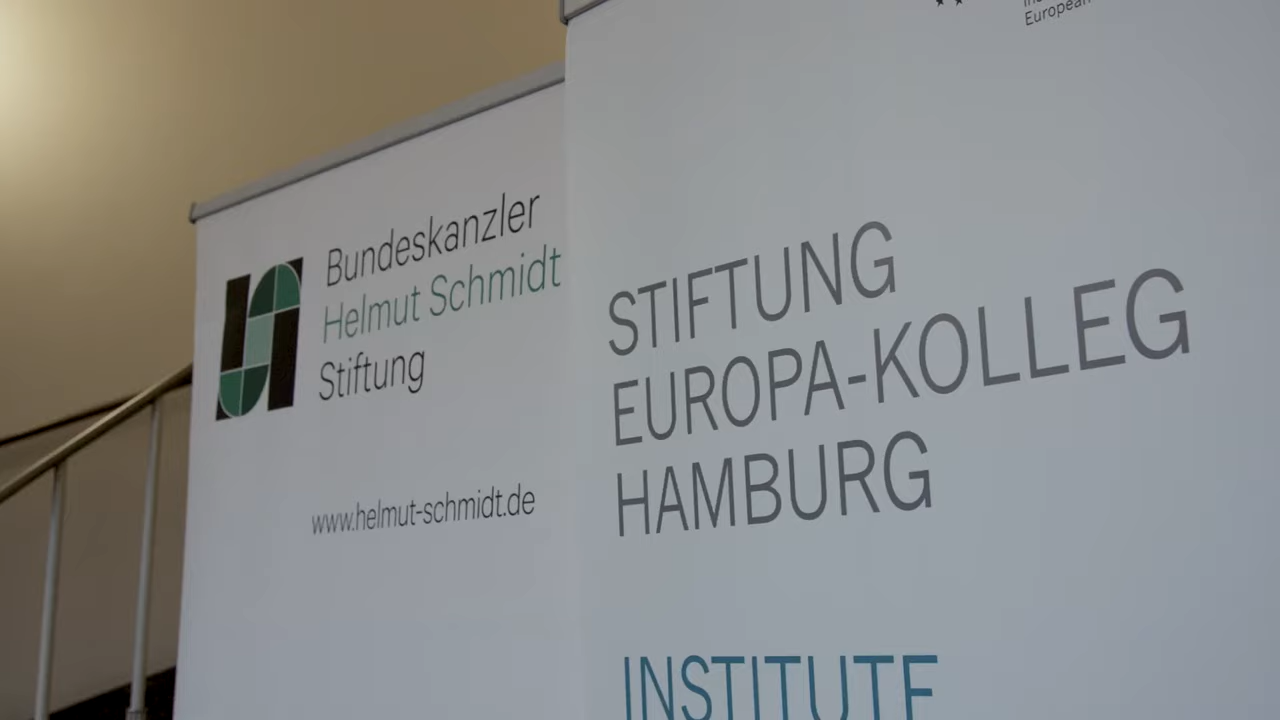 Bundeskanzler
Helmut Schmidt
Stiftung
www.helmut-schmidt.de
European
STIFTUNG
EUROPA-KOLLEG
HAMBURG
INSTITUTE